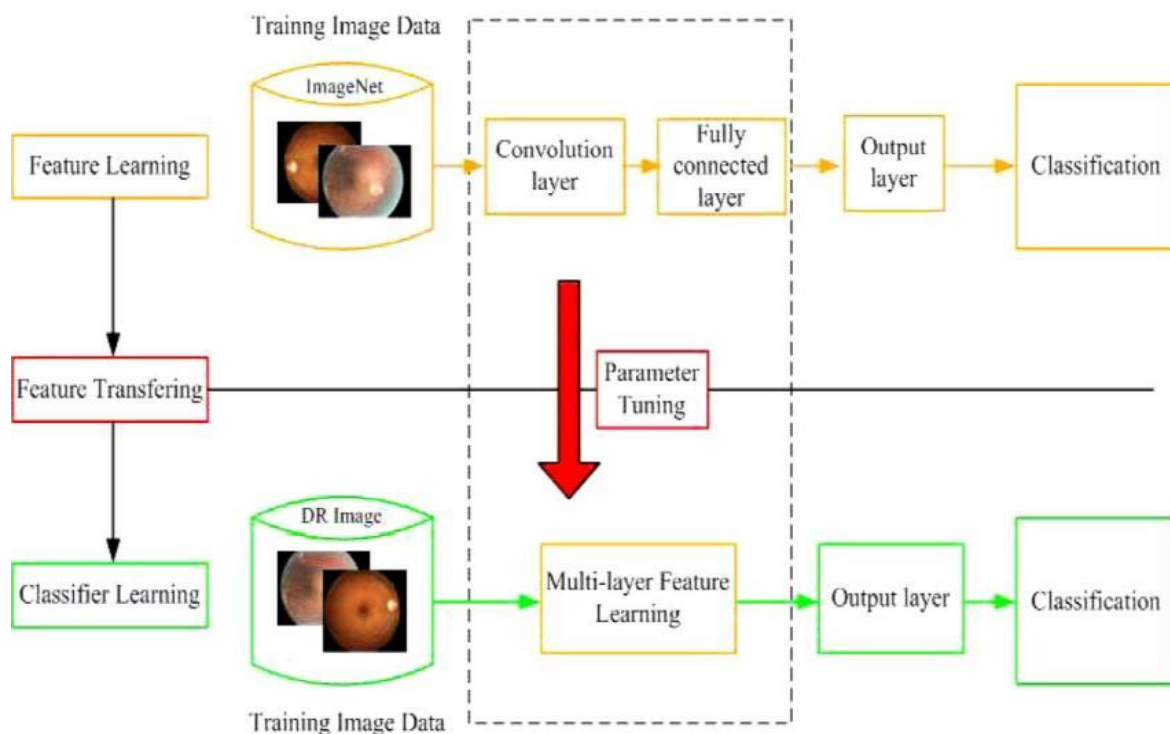 Trainng Image Data
ImageNet
Feature Learning
Convolution
layer
Fully
connected
layer
Output
layer
Classification
Feature Transfering
Parameter
Tuning
DR Image
Classifier Learning
Multi-layer Feature
Learning
Output layer
Classification
Training Image Data